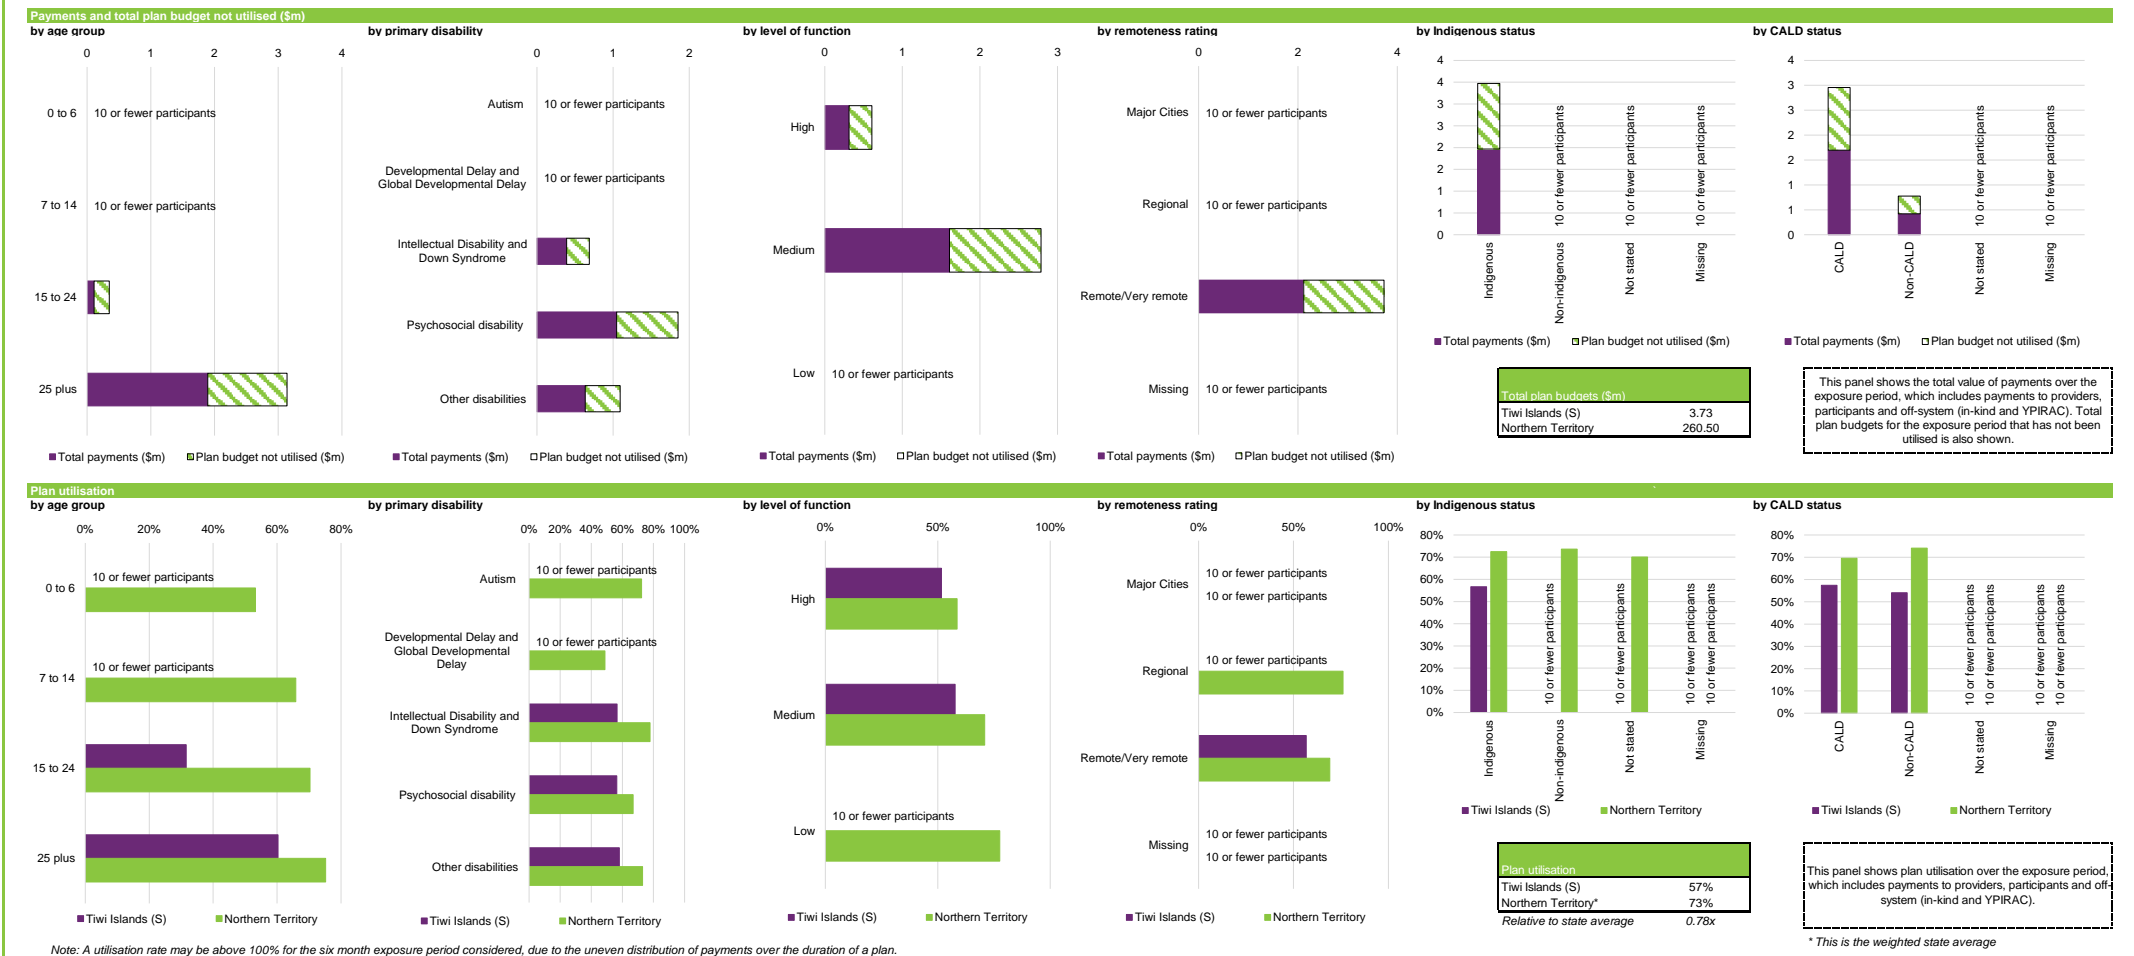 Payments and total plan budget not utilised ($m)
by age group
0 1 2 3 4
0 to 6
10 or fewer participants
7 to 14
10 or fewer participants
15 to 24
25 plus
Total payments ($m) Plan budget not utilised ($m)
by primary disability
0 1 2
Autism
10 or fewer participants
Developmental Delay and
Global Developmental Delay
10 or fewer participants
Intellectual Disability and
Down Syndrome
Psychosocial disability
Other disabilities
Total payments ($m) Plan budget not utilised ($m)
by level of function
0 1 2 3
High
Medium
Low
10 or fewer participants
Total payments ($m) Plan budget not utilised ($m)
by remoteness rating
0 2 4
Major Cities
10 or fewer participants
Regional
10 or fewer participants
Remote/Very remote
Missing
10 or fewer participants
Total payments ($m) Plan budget not utilised ($m)
by Indigenous status
4
4
3
3
2
2
1
1
0
10 or fewer participants
10 or fewer participants
10 or fewer participants
Indigenous
Non-indigenous
Not stated
Missing
Total payments ($m) Plan budget not utilised ($m)
Total plan budgets ($m)
Tiwi Islands (S) 3.73
Northern Territory 260.50
by CALD status
4
3
3
2
2
1
1
0
10 or fewer participants
10 or fewer participants
CALD
Non-CALD
Not stated
Missing
Total payments ($m) Plan budget not utilised ($m)
This panel shows the total value of payments over the
exposure period, which includes payments to providers,
participants and off-system (in-kind and YPIRAC). Total
plan budgets for the exposure period that has not been
utilised is also shown.
Plan utilisation
by age group
0% 20% 40% 60% 80%
0 to 6
10 or fewer participants
7 to 14
10 or fewer participants
15 to 24
25 plus
Tiwi Islands (S) Northern Territory
by primary disability
0% 20% 40% 60% 80% 100%
Autism
10 or fewer participants
Developmental Delay and
Global Developmental
Delay
10 or fewer participants
Intellectual Disability and
Down Syndrome
Psychosocial disability
Other disabilities
Tiwi Islands (S) Northern Territory
by level of function
0% 50% 100%
High
Medium
Low
10 or fewer participants
Tiwi Islands (S) Northern Territory
by remoteness rating
0% 50% 100%
Major Cities
10 or fewer participants
10 or fewer participants
Regional
10 or fewer participants
Remote/Very remote
Missing
10 or fewer participants
10 or fewer participants
Tiwi Islands (S) Northern Territory
by Indigenous status
80%
70%
60%
50%
40%
30%
20%
10%
0%
10 or fewer participants
10 or fewer participants
10 or fewer participants
10 or fewer participants
Indigenous
Non-indigenous
Not stated
Missing
Tiwi Islands (S) Northern Territory
Plan utilisation
Tiwi Islands (S) 57%
Northern Territory* 73%
Relative to state average 0.78x
by CALD status
80%
70%
60%
50%
40%
30%
20%
10%
0%
10 or fewer participants
10 or fewer participants
10 or fewer participants
10 or fewer participants
CALD
Non-CALD
Not stated
Missing
Tiwi Islands (S) Northern Territory
This panel shows plan utilisation over the exposure period,
which includes payments to providers, participants and off-
system (in-kind and YPIRAC).
* This is the weighted state average
Note: A utilisation rate may be above 100% for the six month exposure period considered, due to the uneven distribution of payments over the duration of a plan.